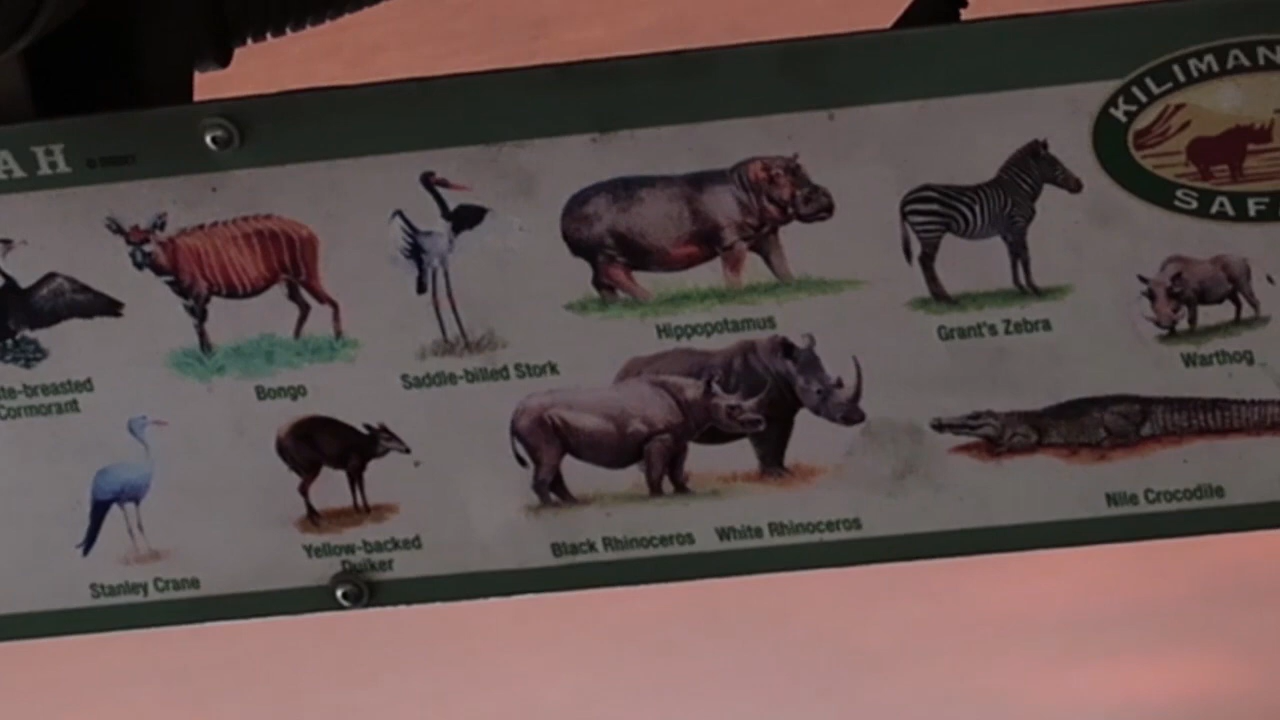 AH
KILIMAN
SAF
Hippopotamus
Grant's Zebra
Warthog
te-breasted
Cormorant
Bongo
Saddle-billed Stork
Nile Crocodile
Stanley Crane
Yellow-backed
Duiker
Black Rhinoceros
White Rhinoceros